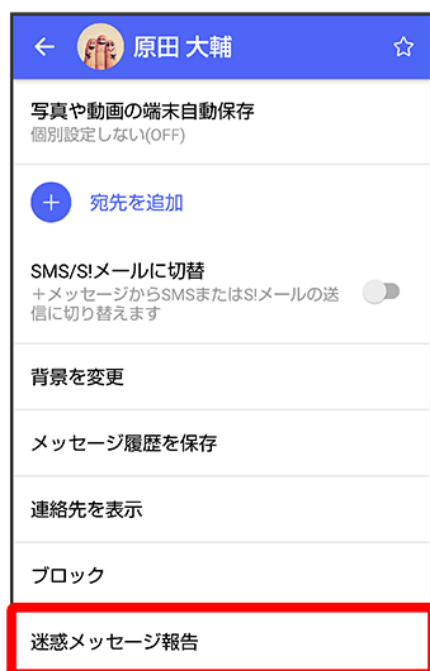 原田 大輔
写真や動画の端末自動保存
個別設定しない(OFF)
宛先を追加
SMS/S!メールに切替
+メッセージからSMSまたはS!メールの送
信に切り替えます
背景を変更
メッセージ履歴を保存
連絡先を表示
ブロック
迷惑メッセージ報告